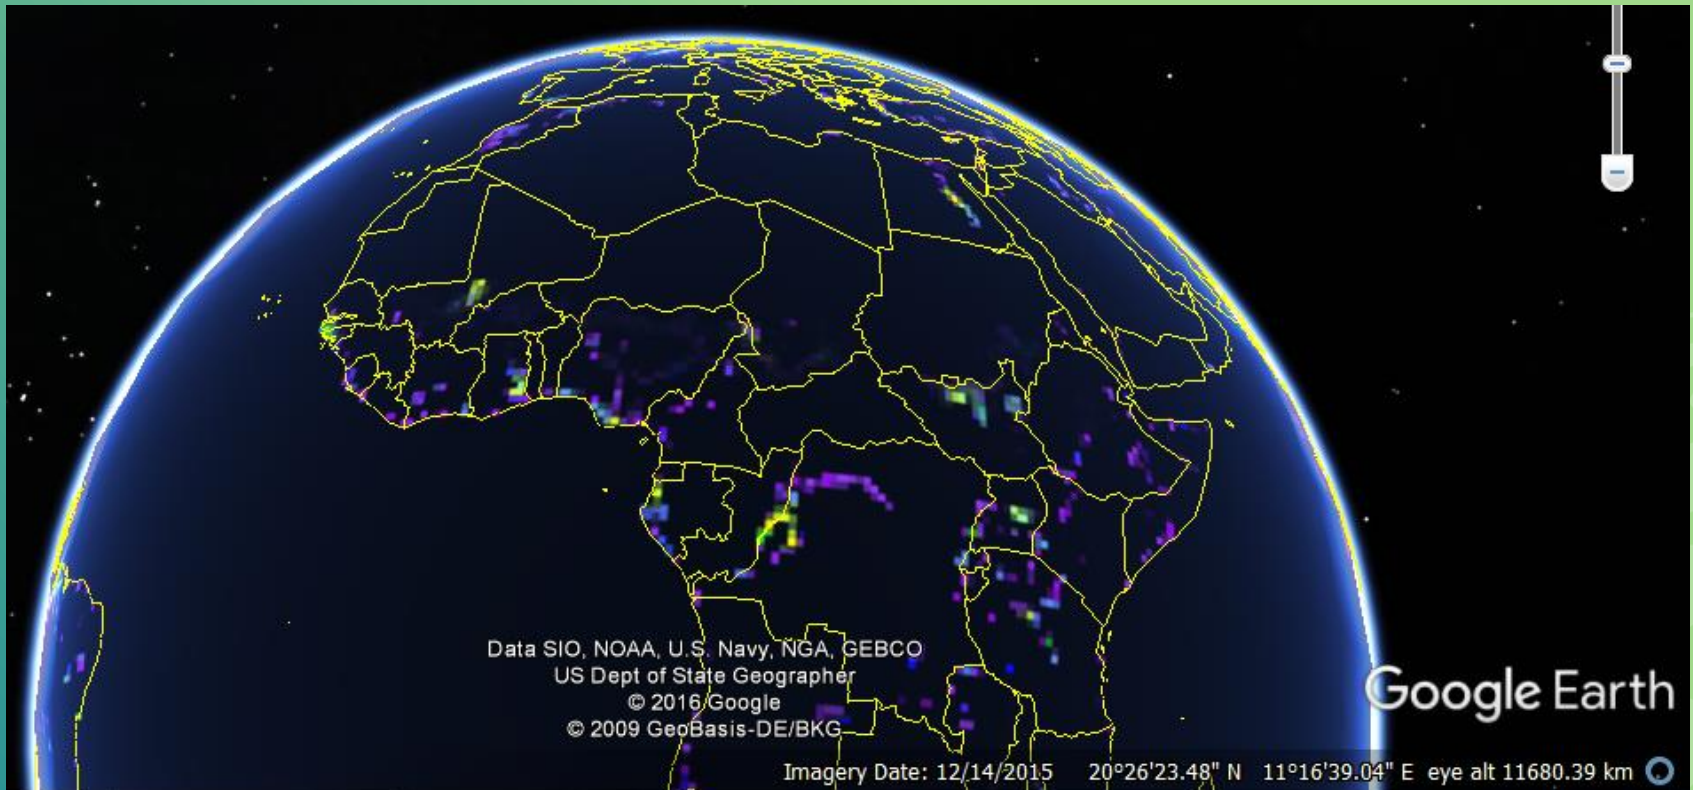 Data SIO, NOAA, U.S. Navy, NGA, GEBCO
US Dept of State Geographer
© 2016 Google
© 2009 GeoBasis-DE/BKG
Google Earth
Imagery Date: 12/14/2015 20°26'23.48" N 11°16'39.04" E eye alt 11680.39 km